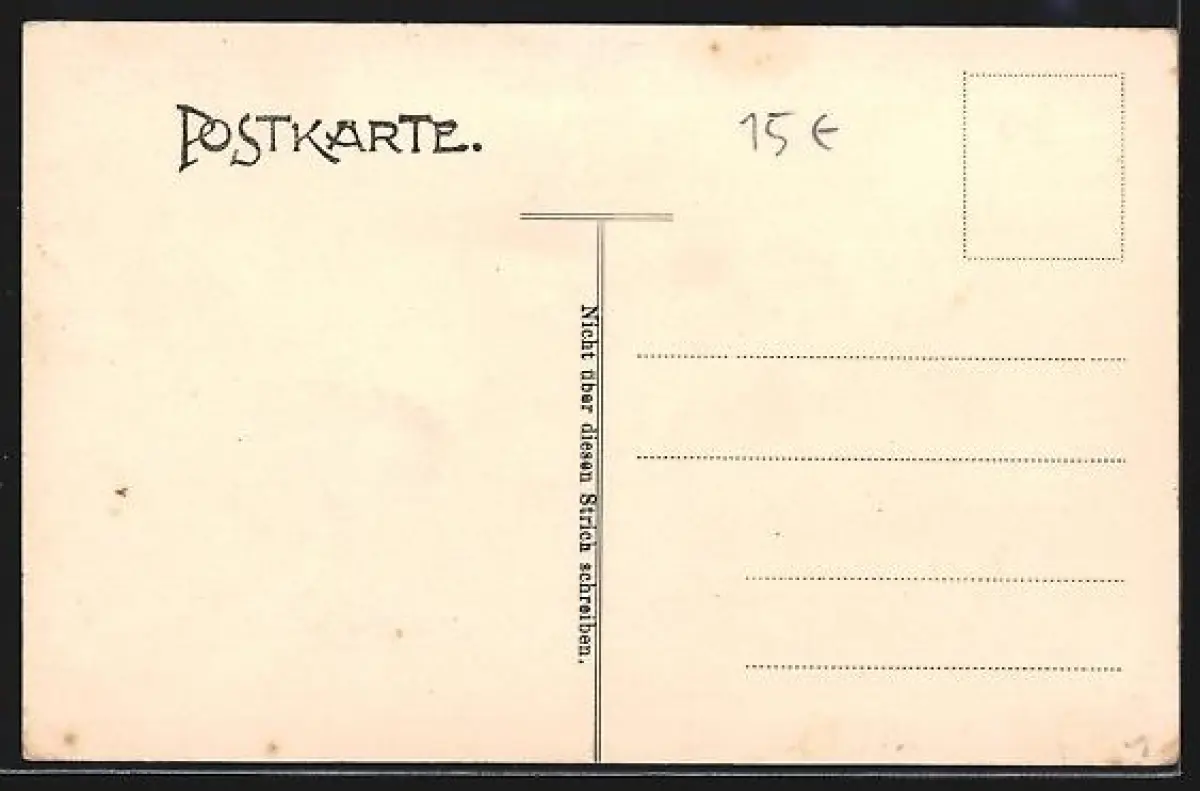 POSTKARTE.
15 €
Nicht über diesen Strich schreiben.